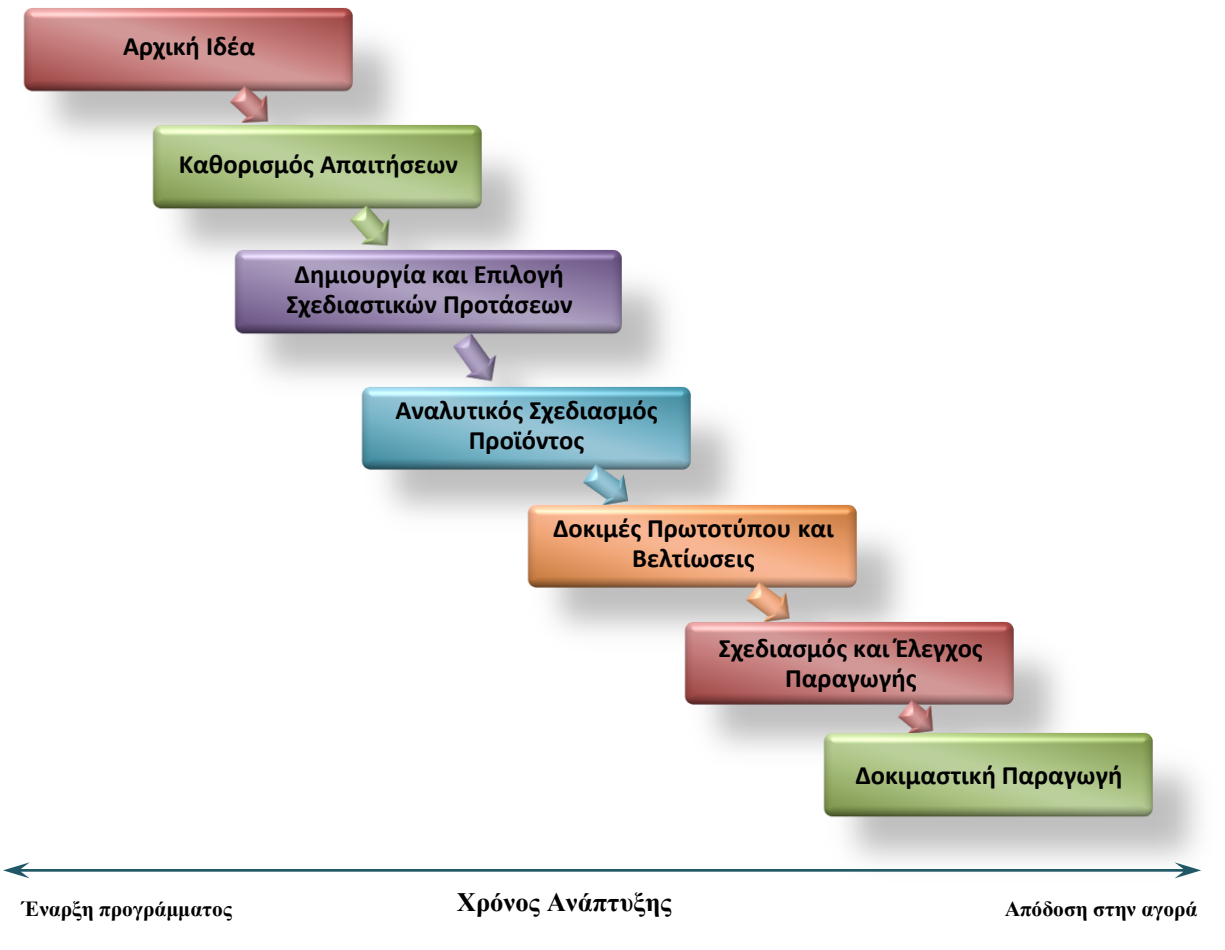 Αρχική Ιδέα
Καθορισμός Απαιτήσεων
Δημιουργία και Επιλογή
Σχεδιαστικών Προτάσεων
Αναλυτικός Σχεδιασμός
Προϊόντος
Δοκιμές Πρωτοτύπου και
Βελτίωσεις
Σχεδιασμός και Έλεγχος
Παραγωγής
Δοκιμαστική Παραγωγή
Έναρξη προγράμματος
Χρόνος Ανάπτυξης
Απόδοση στην αγορά